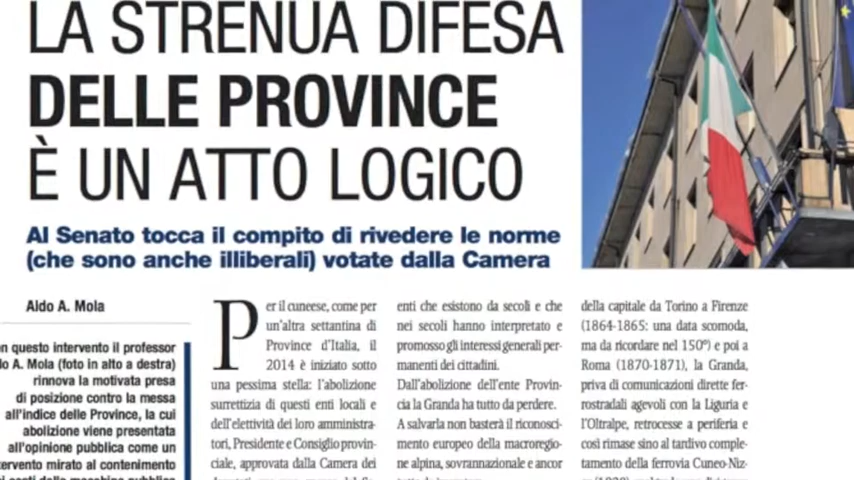 LA STRENUA DIFESA
DELLE PROVINCE
È UN ATTO LOGICO
Al Senato tocca il compito di rivedere le norme
(che sono anche illiberali) votate dalla Camera
Aldo A. Mola
questo intervento il professor
A. Mola (foto in alto a destra)
rinnova la motivata presa
di posizione contro la messa
all'indice delle Province, la cui
abolizione viene presentata
all'opinione pubblica come un
mirato al contenimento
Per il cuneese, come per
un'altra settantina di
Province d'Italia, il
2014 è iniziato sotto
una pessima stella: l'abolizione
surrettizia di questi enti locali e
dell'elettività dei loro amministra-
tori, Presidente e Consiglio provin-
ciale, approvata dalla Camera dei
enti che esistono da secoli e che
nei secoli hanno interpretato e
promosso gli interessi generali per-
manenti dei cittadini.
Dall'abolizione dell'ente Provin-
cia la Granda ha tutto da perdere.
A salvarla non basterà il riconosci-
mento europeo della macroregio-
ne alpina, sovrannazionale e ancor
della capitale da Torino a Firenze
(1864-1865: una data scomoda,
ma da ricordare nel 150°) e poi a
Roma (1870-1871), la Granda,
priva di comunicazioni dirette fer-
rostradali agevoli con la Liguria e
l'Oltralpe, retrocesse a periferia e
così rimase sino al tardivo comple-
tamento della ferrovia Cuneo-Niz-